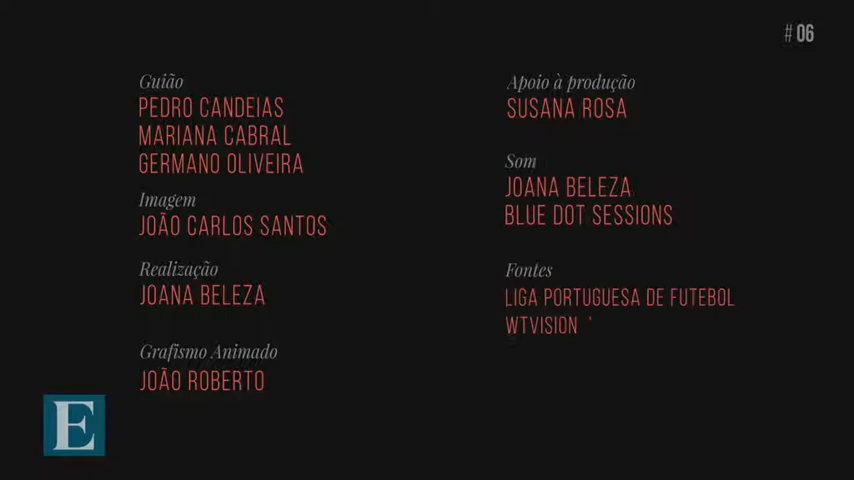 # 06
Guião
PEDRO CANDEIAS
MARIANA CABRAL
GERMANO OLIVEIRA
Imagem
JOÃO CARLOS SANTOS
Realização
JOANA BELEZA
Grafismo Animado
JOÃO ROBERTO
Apoio à produção
SUSANA ROSA
Som
JOANA BELEZA
BLUE DOT SESSIONS
Fontes
LIGA PORTUGUESA DE FUTEBOL
WTVISION
E